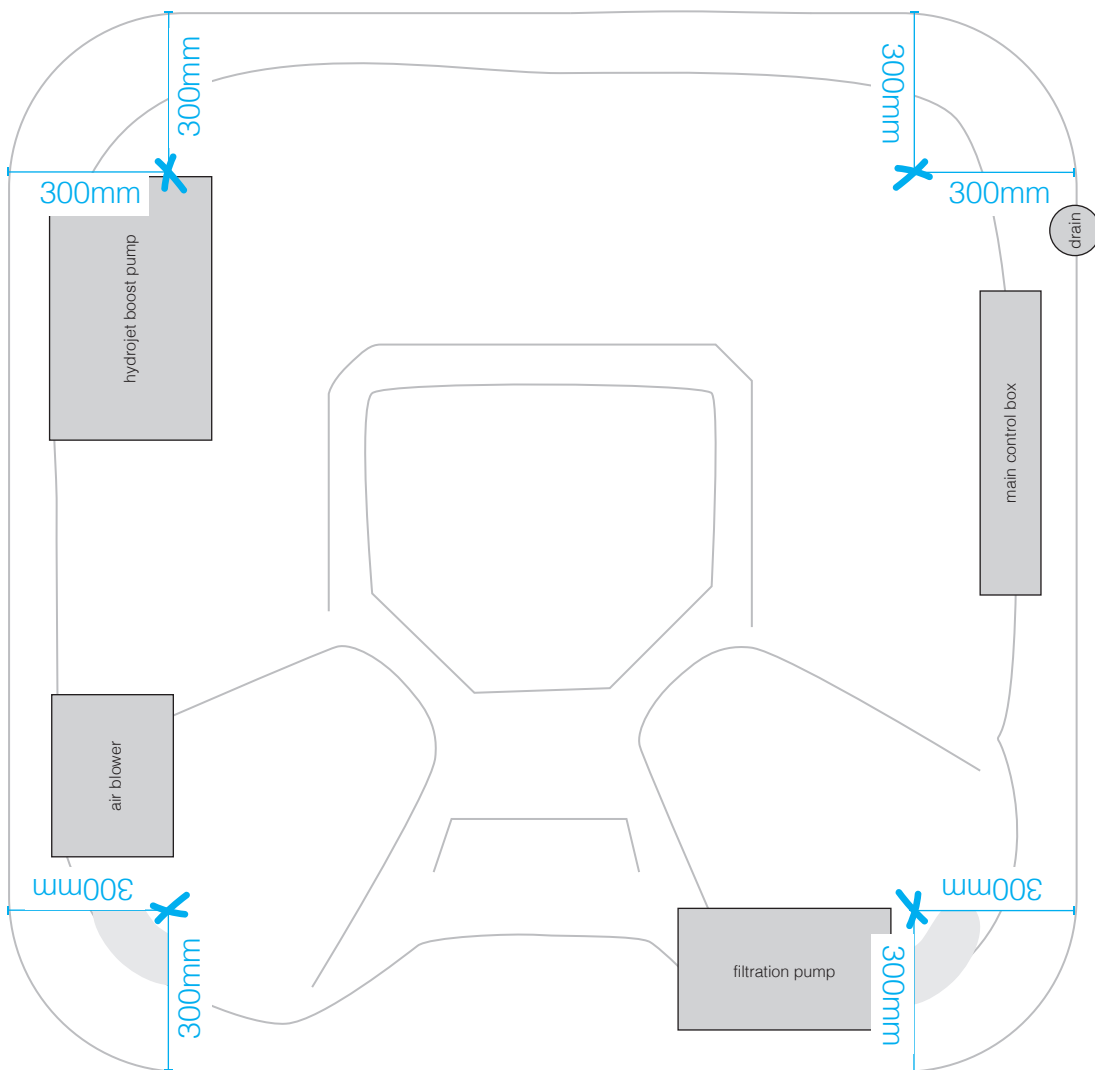 300mm
300mm
300mm
300mm
drain
hydrojet boost pump
main control box
air blower
300mm
300mm
filtration pump
300mm
300mm